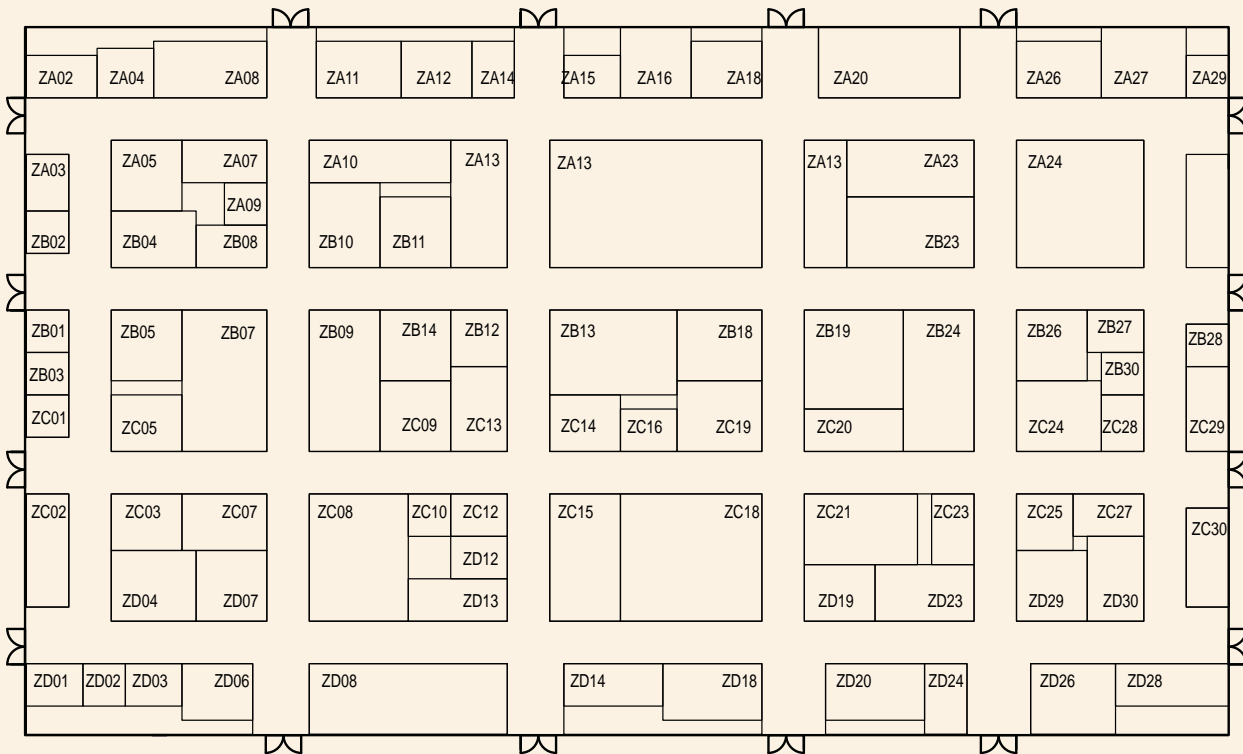 ZA02 ZA04 ZA08 ZA11 ZA12 ZA14 ZA15 ZA16 ZA18 ZA20 ZA26 ZA27 ZA29
ZA05 ZA07 ZA10 ZA13 ZA13 ZA13 ZA23 ZA24
ZA03
ZA09
ZB02 ZB04 ZB08 ZB10 ZB11 ZB23
ZB01 ZB05 ZB07 ZB09 ZB14 ZB12 ZB13 ZB18 ZB19 ZB24 ZB26 ZB27 ZB28
ZB03 ZB30
ZC01 ZC05 ZC09 ZC13 ZC14 ZC16 ZC19 ZC20 ZC24 ZC28 ZC29
ZC02 ZC03 ZC07 ZC08 ZC10 ZC12 ZC15 ZC18 ZC21 ZC23 ZC25 ZC27
ZC30
ZD12
ZD04 ZD07 ZD13 ZD19 ZD23 ZD29 ZD30
ZD01 ZD02 ZD03 ZD06 ZD08 ZD14 ZD18 ZD20 ZD24 ZD26 ZD28